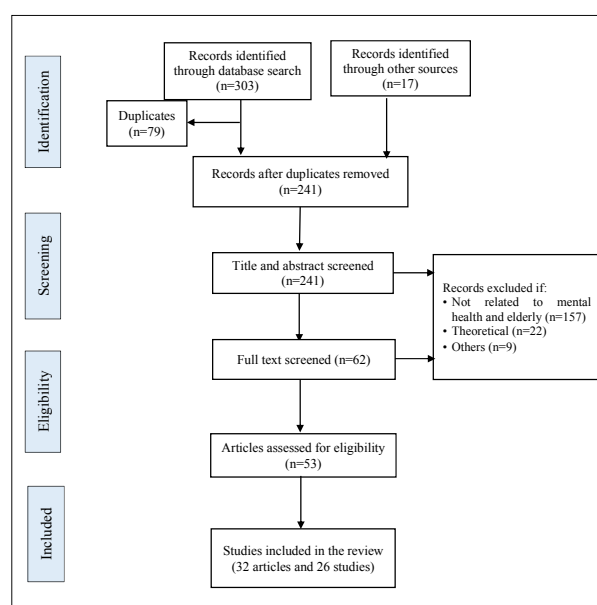 Identification
Records identified
through database search
(n=303)
Records identified
through other sources
(n=17)
Duplicates
(n=79)
Records after duplicates removed
(n=241)
Screening
Title and abstract screened
(n=241)
Records excluded if:
• Not related to mental
health and elderly (n=157)
• Theoretical (n=22)
• Others (n=9)
Full text screened (n=62)
Eligibility
Articles assessed for eligibility
(n=53)
Included
Studies included in the review
(32 articles and 26 studies)